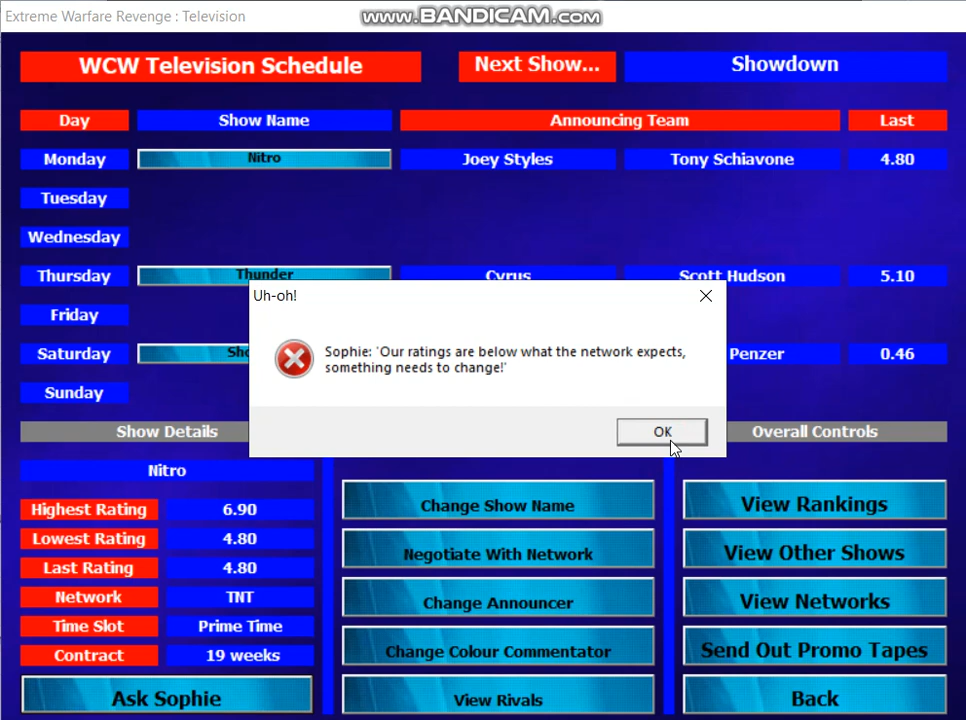 Extreme Warfare Revenge : Television
www.BANDICAM.com
WCW Television Schedule
Next Show...
Showdown
Day
Show Name
Announcing Team
Last
Monday
Nitro
Joey Styles
Tony Schiavone
4.80
Tuesday
Wednesday
Thursday
Thunder
Cyrus
Scott Hudson
5.10
Friday
Saturday
Sho
Penzer
0.46
Sunday
Uh-oh!
Sophie: 'Our ratings are below what the network expects,
something needs to change!'
OK
Show Details
Overall Controls
Nitro
Highest Rating
6.90
Lowest Rating
4.80
Last Rating
4.80
Network
TNT
Time Slot
Prime Time
Contract
19 weeks
Ask Sophie
Change Show Name
Negotiate With Network
Change Announcer
Change Colour Commentator
View Rivals
View Rankings
View Other Shows
View Networks
Send Out Promo Tapes
Back